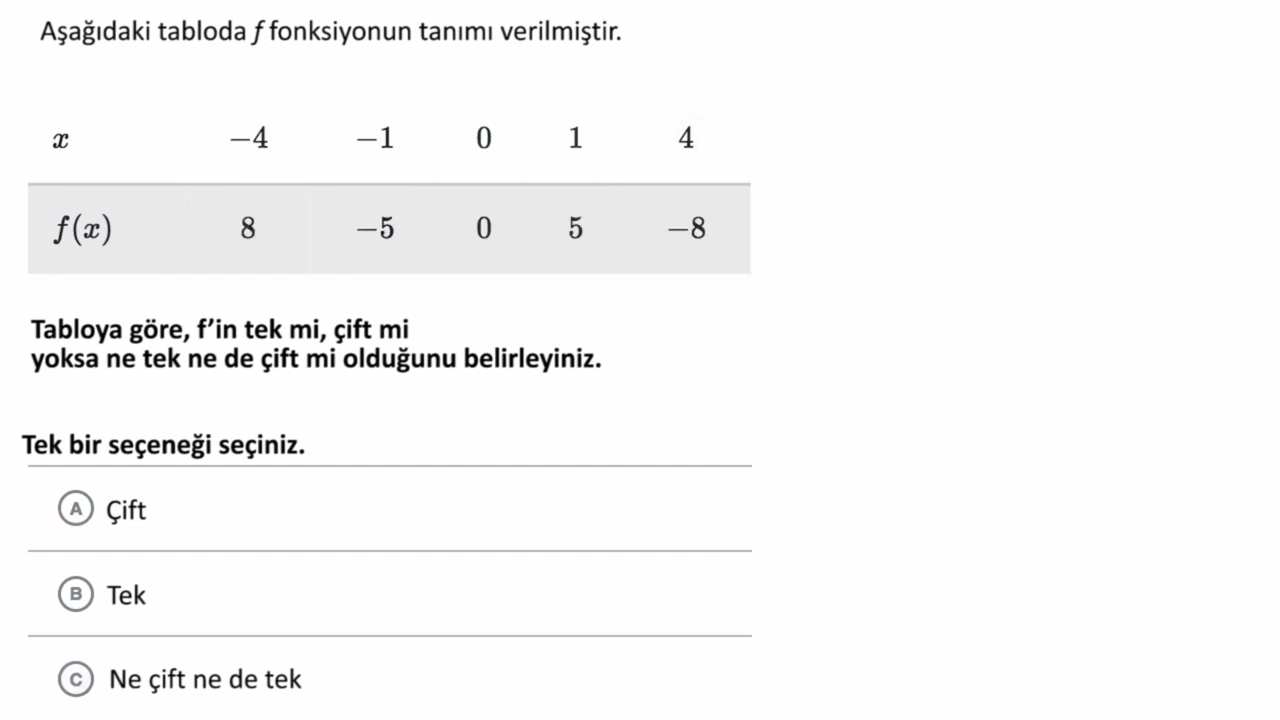 Aşağıdaki tabloda f fonksiyonun tanımı verilmiştir.
x −4 −1 0 1 4
f(x) 8 −5 0 5 −8
Tabloya göre, f’in tek mi, çift mi
yoksa ne tek ne de çift mi olduğunu belirleyiniz.
Tek bir seçeneği seçiniz.
A Çift
B Tek
C Ne çift ne de tek